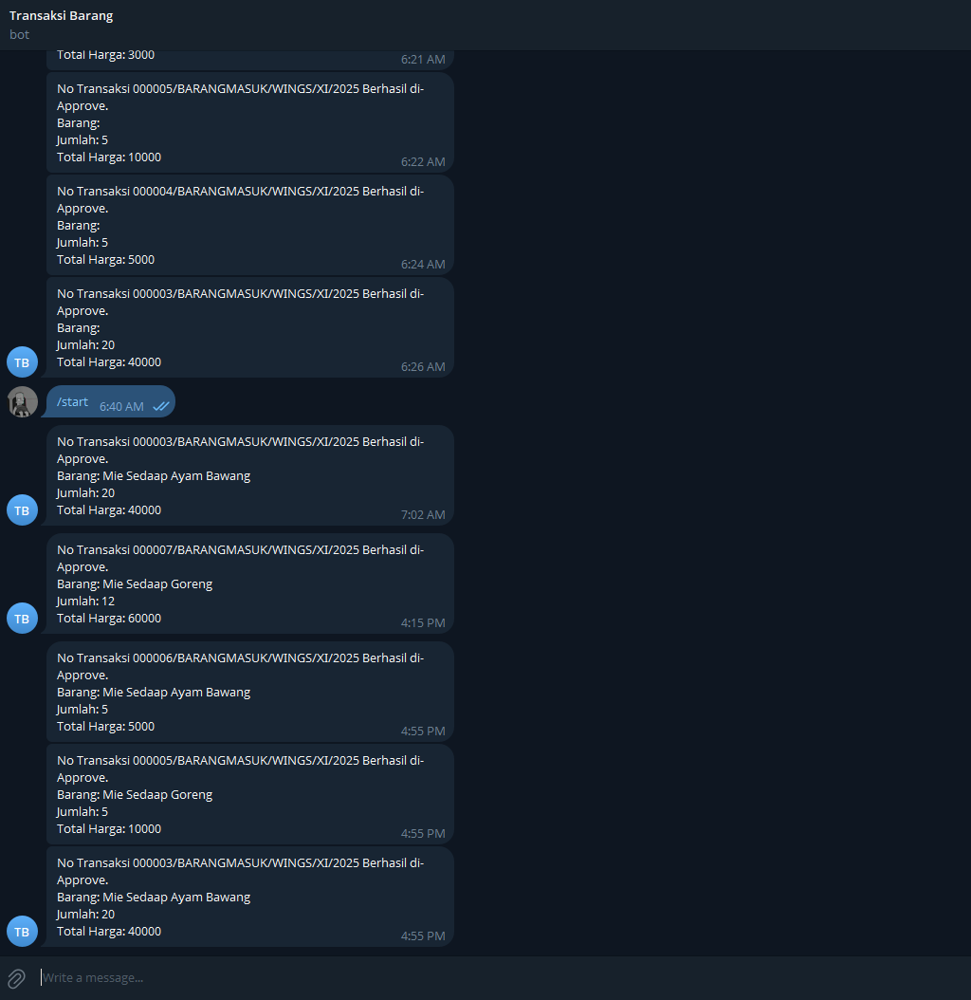 Transaksi Barang
bot
Total Harga: 3000
6:21 AM
No Transaksi 000005/BARANGMASUK/WINGS/XI/2025 Berhasil di-
Approve.
Barang:
Jumlah: 5
Total Harga: 10000
6:22 AM
No Transaksi 000004/BARANGMASUK/WINGS/XI/2025 Berhasil di-
Approve.
Barang:
Jumlah: 5
Total Harga: 5000
6:24 AM
No Transaksi 000003/BARANGMASUK/WINGS/XI/2025 Berhasil di-
Approve.
Barang:
Jumlah: 20
Total Harga: 40000
6:26 AM
TB
/start 6:40 AM
No Transaksi 000003/BARANGMASUK/WINGS/XI/2025 Berhasil di-
Approve.
Barang: Mie Sedaap Ayam Bawang
Jumlah: 20
Total Harga: 40000
7:02 AM
TB
No Transaksi 000007/BARANGMASUK/WINGS/XI/2025 Berhasil di-
Approve.
Barang: Mie Sedaap Goreng
Jumlah: 12
Total Harga: 60000
4:15 PM
TB
No Transaksi 000006/BARANGMASUK/WINGS/XI/2025 Berhasil di-
Approve.
Barang: Mie Sedaap Ayam Bawang
Jumlah: 5
Total Harga: 5000
4:55 PM
No Transaksi 000005/BARANGMASUK/WINGS/XI/2025 Berhasil di-
Approve.
Barang: Mie Sedaap Goreng
Jumlah: 5
Total Harga: 10000
4:55 PM
No Transaksi 000003/BARANGMASUK/WINGS/XI/2025 Berhasil di-
Approve.
Barang: Mie Sedaap Ayam Bawang
Jumlah: 20
Total Harga: 40000
4:55 PM
TB
Write a message...